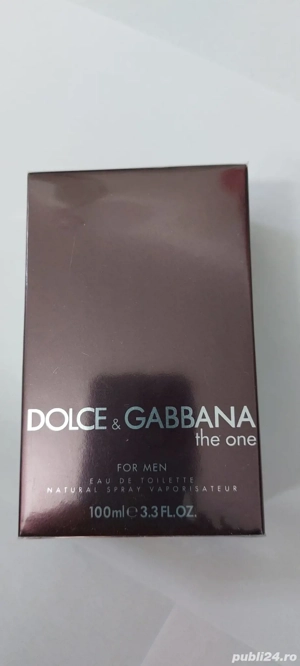 DOLCE & GABBANA
the one
FOR MEN
EAU DE TOILETTE
NATURAL SPRAY VAPORISATEUR
100ml e 3.3 FL.OZ.
publi24.ro